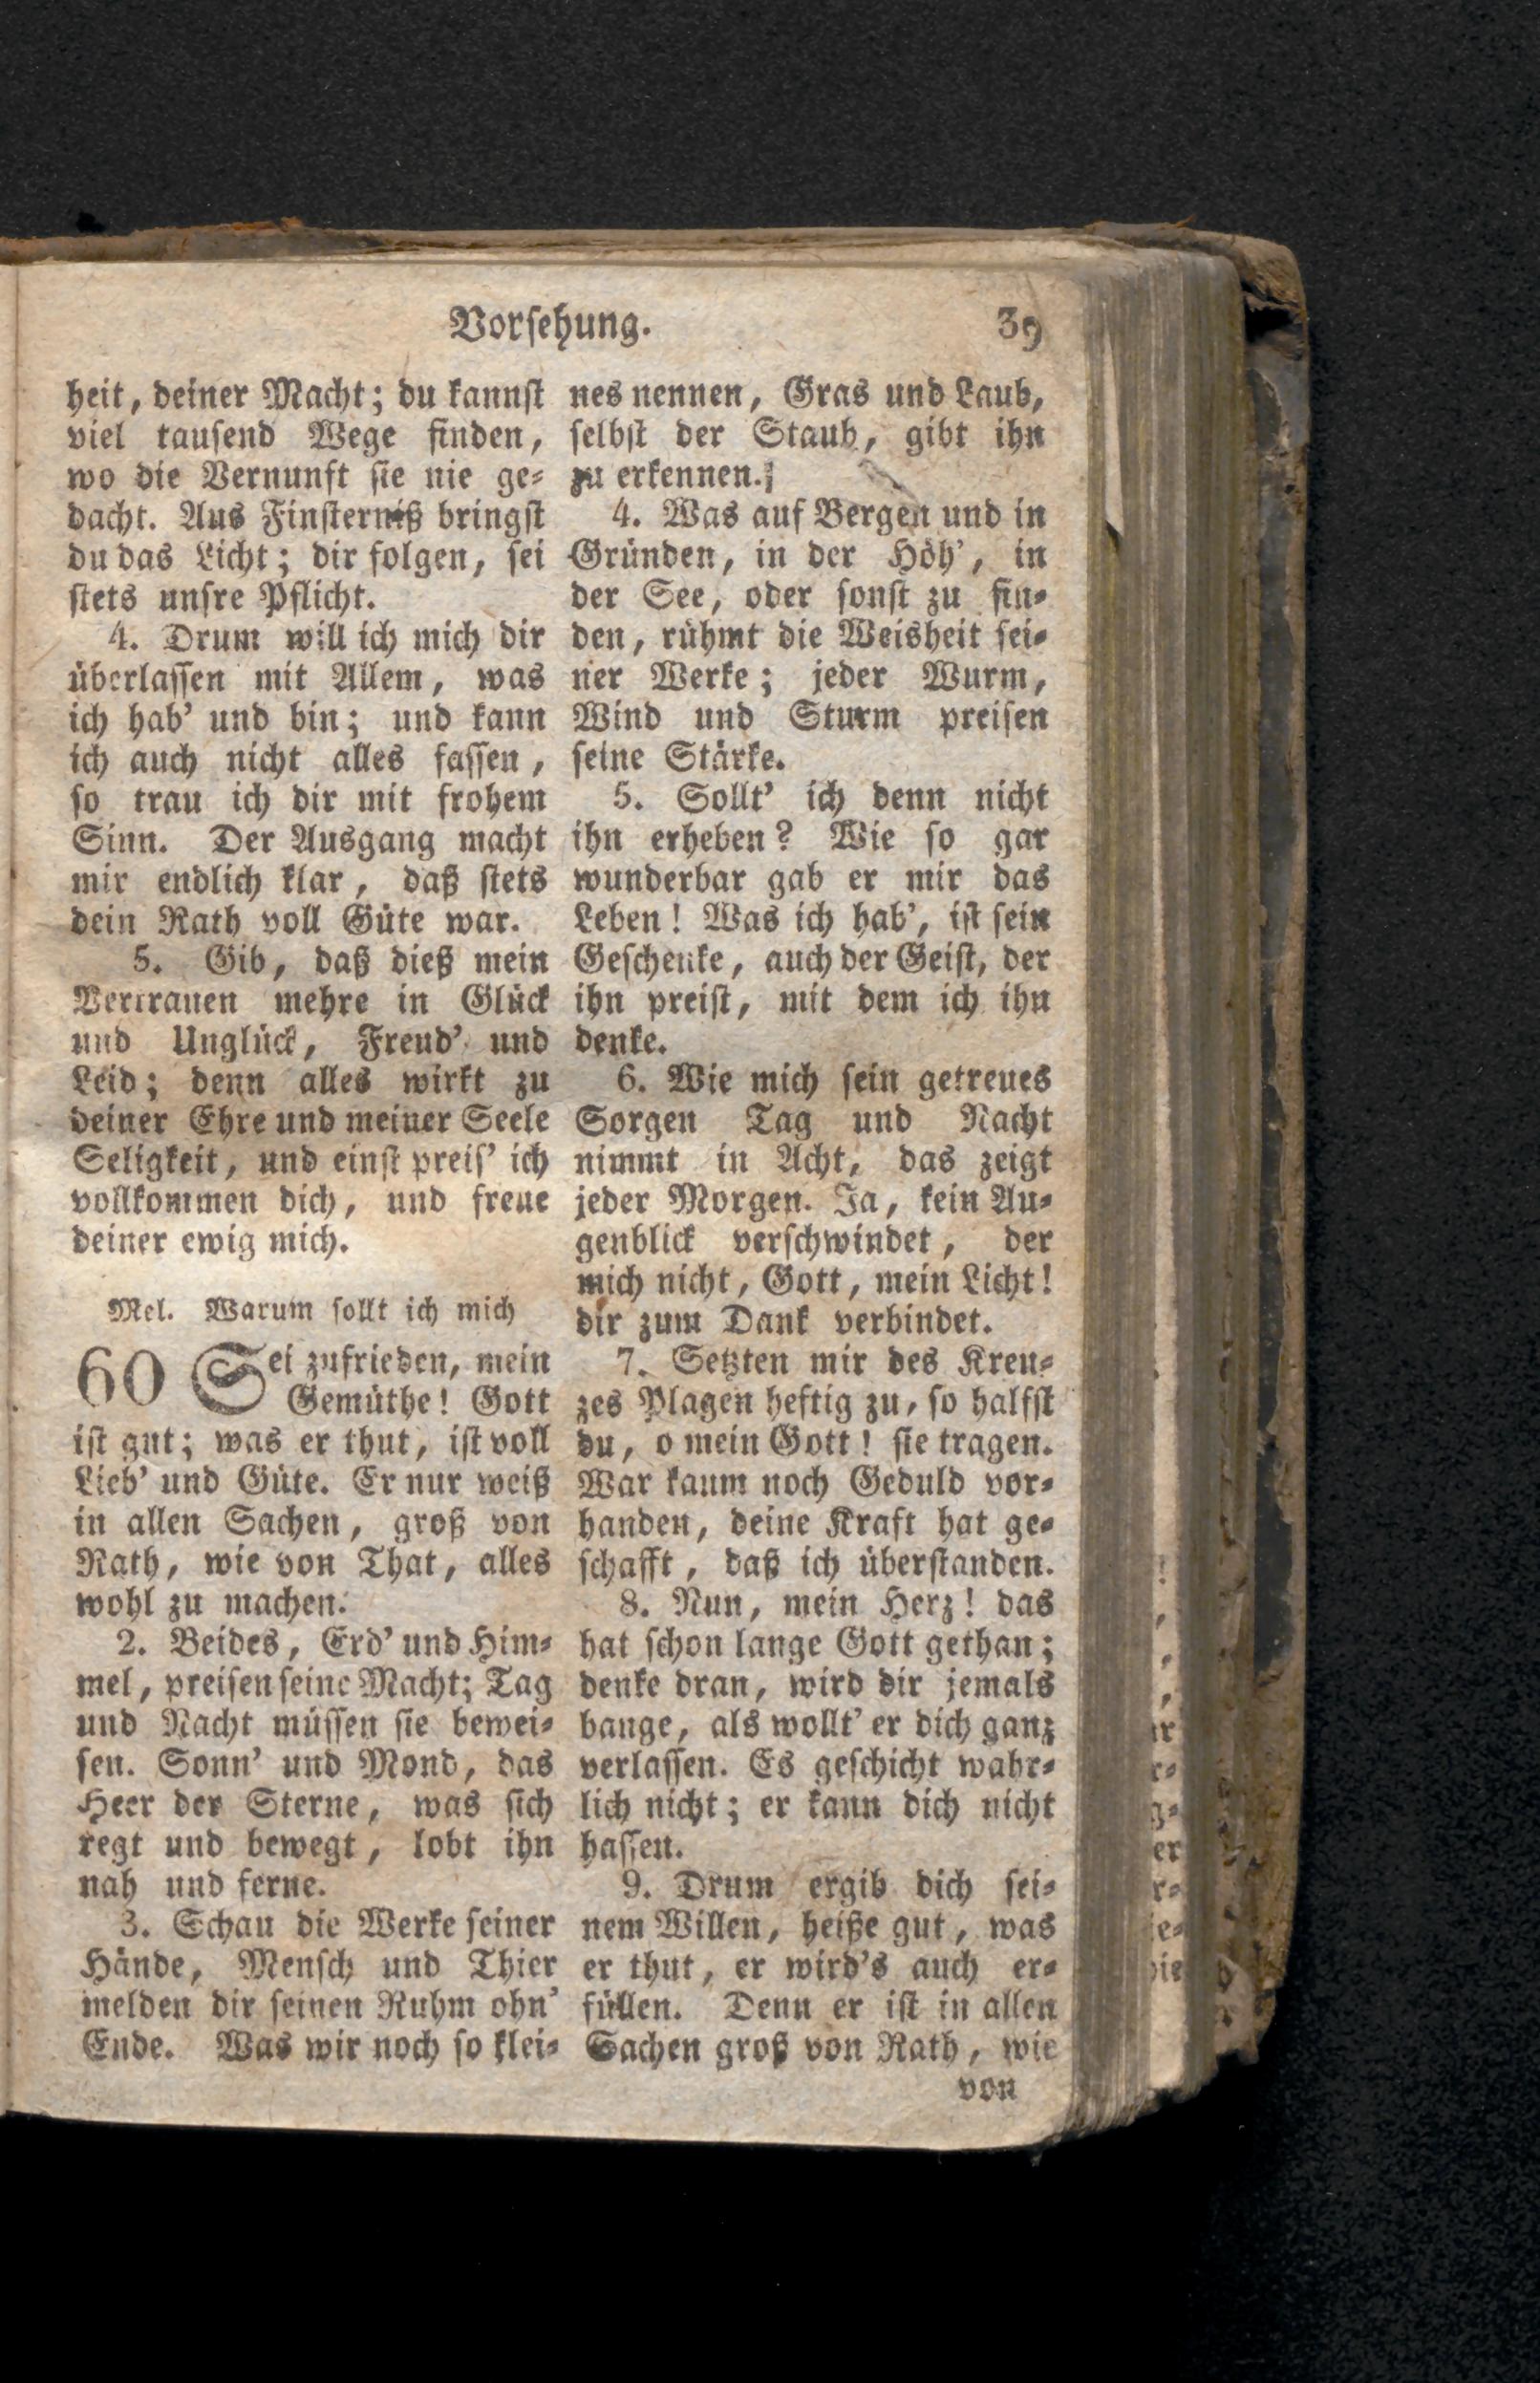 Vorsehung. 39
heit, deiner Macht; du kannst
viel tausend Wege finden,
wo die Vernunft sie nie ge-
dacht. Aus Finsterniß bringst
du das Licht; dir folgen, sei
stets unsre Pflicht.
4. Drum will ich mich dir
überlassen mit Allem, was
ich hab' und bin; und kann
ich auch nicht alles fassen,
so trau ich dir mit frohem
Sinn. Der Ausgang macht
mir endlich klar, daß stets
dein Rath voll Güte war.
5. Gib, daß dieß mein
Vertrauen mehre in Glück
und Unglück, Freud' und
Leid; denn alles wirkt zu
deiner Ehre und meiner Seele
Seligkeit, und einst preis' ich
vollkommen dich, und freue
deiner ewig mich.
Mel. Warum sollt ich mich
60 Sei zufrieden, mein
Gemüthe! Gott
ist gut; was er thut, ist voll
Lieb' und Güte. Er nur weiß
in allen Sachen, groß von
Rath, wie von That, alles
wohl zu machen.
2. Beides, Erd' und Him-
mel, preisen seine Macht; Tag
und Nacht müssen sie bewei-
sen. Sonn' und Mond, das
Heer der Sterne, was sich
regt und bewegt, lobt ihn
nah und ferne.
3. Schau die Werke seiner
Hände, Mensch und Thier
melden dir seinen Ruhm ohn'
Ende. Was wir noch so klei-
nes nennen, Gras und Laub,
selbst der Staub, gibt ihn
zu erkennen.
4. Was auf Bergen und in
Gründen, in der Höh', in
der See, oder sonst zu fin-
den, rühmt die Weisheit sei-
ner Werke; jeder Wurm,
Wind und Sturm preisen
seine Stärke.
5. Sollt' ich denn nicht
ihn erheben? Wie so gar
wunderbar gab er mir das
Leben! Was ich hab', ist sein
Geschenke, auch der Geist, der
ihn preist, mit dem ich ihn
denke.
6. Wie mich sein getreues
Sorgen Tag und Nacht
nimmt in Acht, das zeigt
jeder Morgen. Ja, kein Au-
genblick verschwindet, der
mich nicht, Gott, mein Licht!
dir zum Dank verbindet.
7. Setzten mir des Kreu-
zes Plagen heftig zu, so halfst
du, o mein Gott! sie tragen.
War kaum noch Geduld vor-
handen, deine Kraft hat ge-
schafft, daß ich überstanden.
8. Nun, mein Herz! das
hat schon lange Gott gethan;
denke dran, wird dir jemals
bange, als wollt' er dich ganz
verlassen. Es geschicht wahr-
lich nicht; er kann dich nicht
hassen.
9. Drum ergib dich sei-
nem Willen, heiße gut, was
er thut, er wird's auch er-
füllen. Denn er ist in allen
Sachen groß von Rath, wie
von